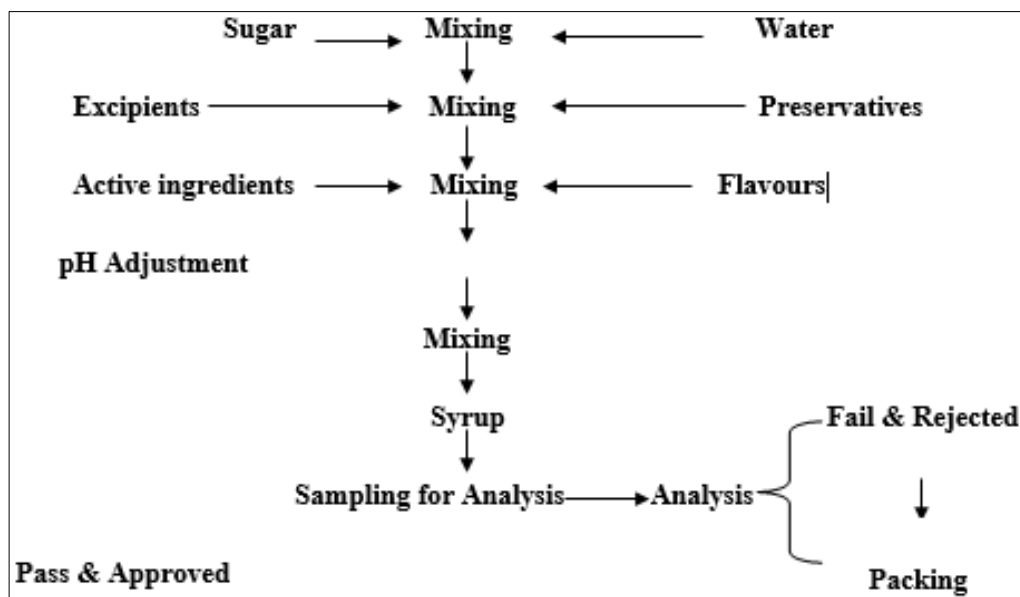 Sugar Mixing Water
Excipients Mixing Preservatives
Active ingredients Mixing Flavours
pH Adjustment
Mixing
Syrup Fail & Rejected
Sampling for Analysis Analysis
Pass & Approved Packing